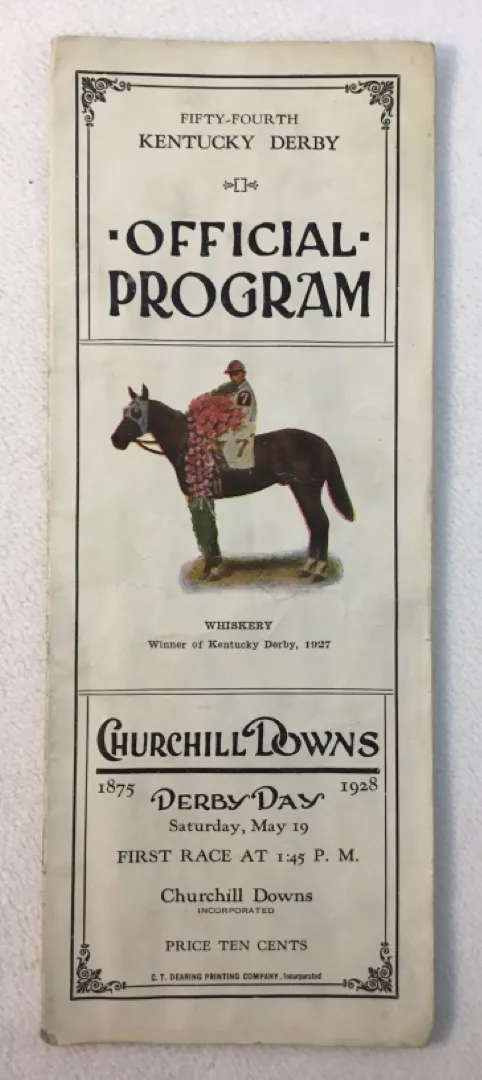 FIFTY-FOURTH
KENTUCKY DERBY
·OFFICIAL·
PROGRAM
7
7
WHISKERY
Winner of Kentucky Derby, 1927
CHURCHILL DOWNS
1875 1928
DERBY DAY
Saturday, May 19
FIRST RACE AT 1:45 P. M.
Churchill Downs
INCORPORATED
PRICE TEN CENTS
C. T. DEARING PRINTING COMPANY, Incorporated